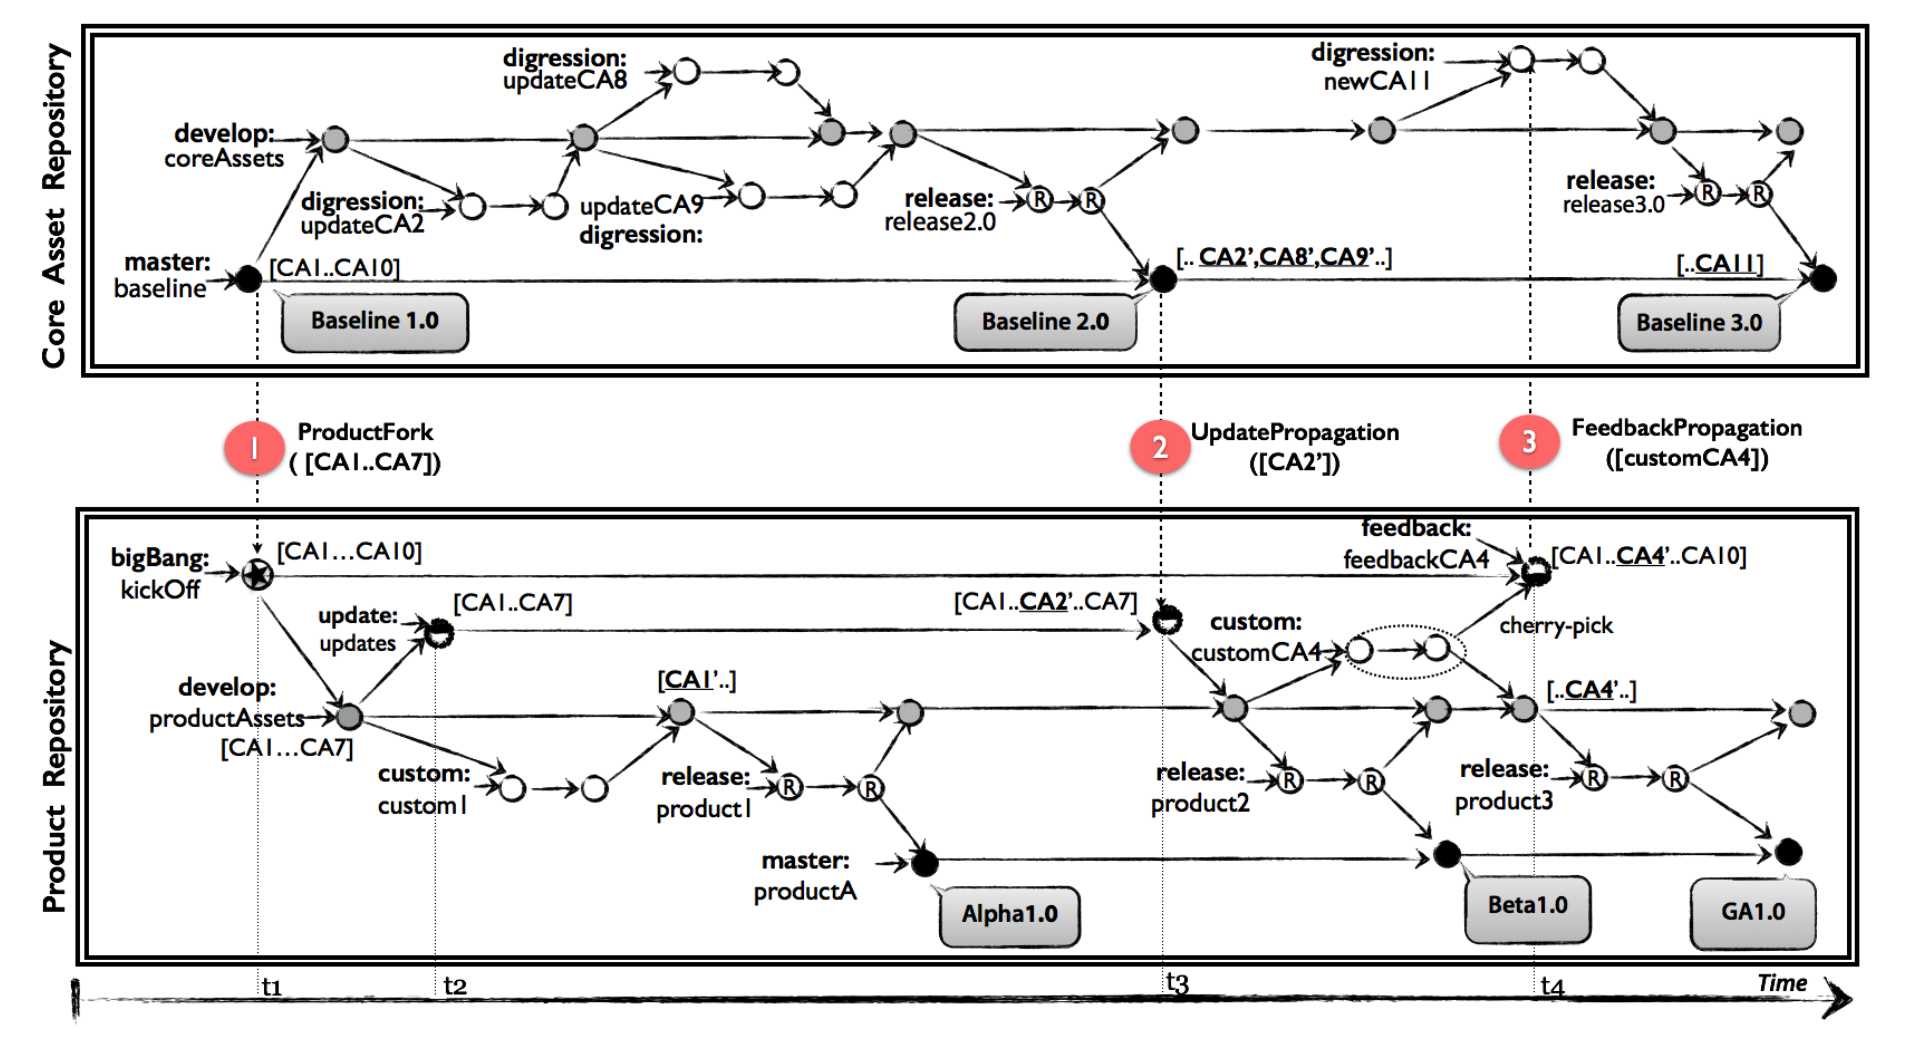 Core Asset Repository
digression:
updateCA8
digression:
newCA11
develop:
coreAssets
digression:
updateCA2
updateCA9
digression:
release:
release2.0
release:
release3.0
R
R
R
R
master:
baseline
[CA1..CA10]
[.. CA2',CA8',CA9'..]
[..CA11]
Baseline 1.0
Baseline 2.0
Baseline 3.0
1
ProductFork
( [CA1..CA7])
2
UpdatePropagation
([CA2'])
3
FeedbackPropagation
([customCA4])
Product Repository
bigBang:
kickOff
[CA1...CA10]
feedback:
feedbackCA4
[CA1..CA4'..CA10]
update:
updates
[CA1..CA7]
[CA1..CA2'..CA7]
custom:
customCA4
cherry-pick
develop:
productAssets
[CA1...CA7]
[CA1'..]
[..CA4'..]
custom:
custom1
release:
product1
R
R
release:
product2
R
R
release:
product3
R
R
master:
productA
Alpha1.0
Beta1.0
GA1.0
t1
t2
t3
t4
Time